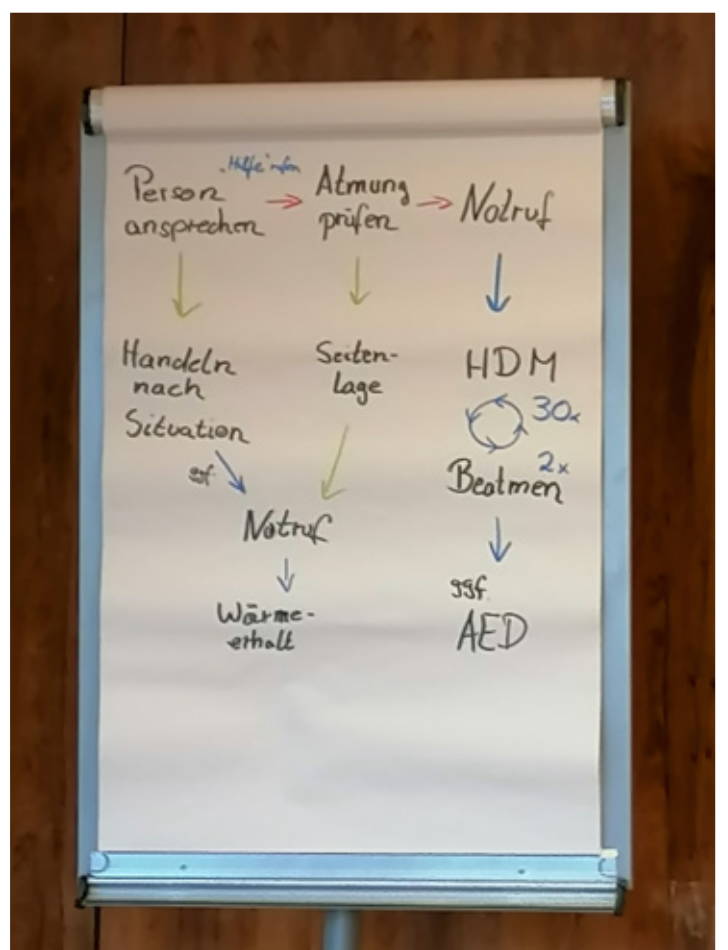 "Hilfe" rufen
Person
ansprechen
Atmung
prüfen
Notruf
Handeln
nach
Situation
Seiten-
lage
HDM
30x
2x
Beatmen
ggf.
Notruf
Wärme-
erhalt
ggf.
AED